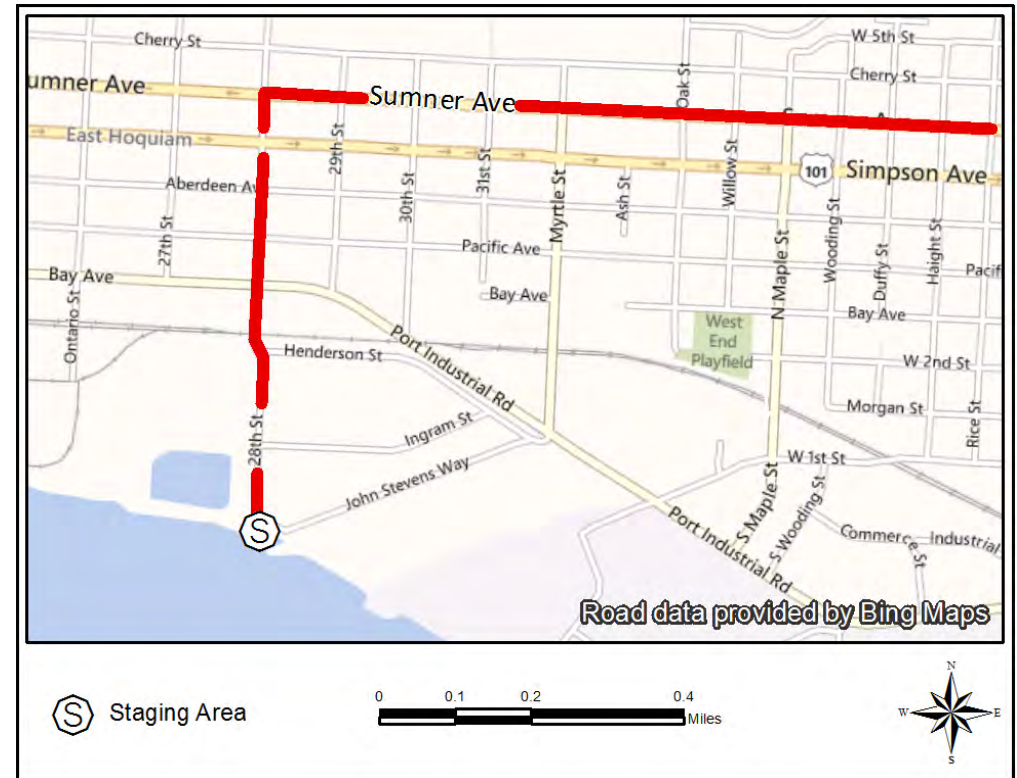 Cherry St
W 5th St
Cherry St
umner Ave
Sumner Ave
Oak St
East Hoquiam
29th St
31st St
Willow St
101
Simpson Ave
Aberdeen Av
30th St
Myrtle St
Ash St
27th St
Pacific Ave
N Maple St
Wooding St
Duffy St
Haight St
Pacif
Bay Ave
Bay Ave
Bay Ave
Ontario St
Henderson St
Port Industrial Rd
West
End
Playfield
W 2nd St
Morgan St
Rice St
28th St
Ingram St
John Stevens Way
W 1st St
S Maple St
S Wooding St
Port Industrial Rd
Commerce St
Industrial
S
Road data provided by Bing Maps
S Staging Area
0 0.1 0.2 0.4
Miles
N
W E
S